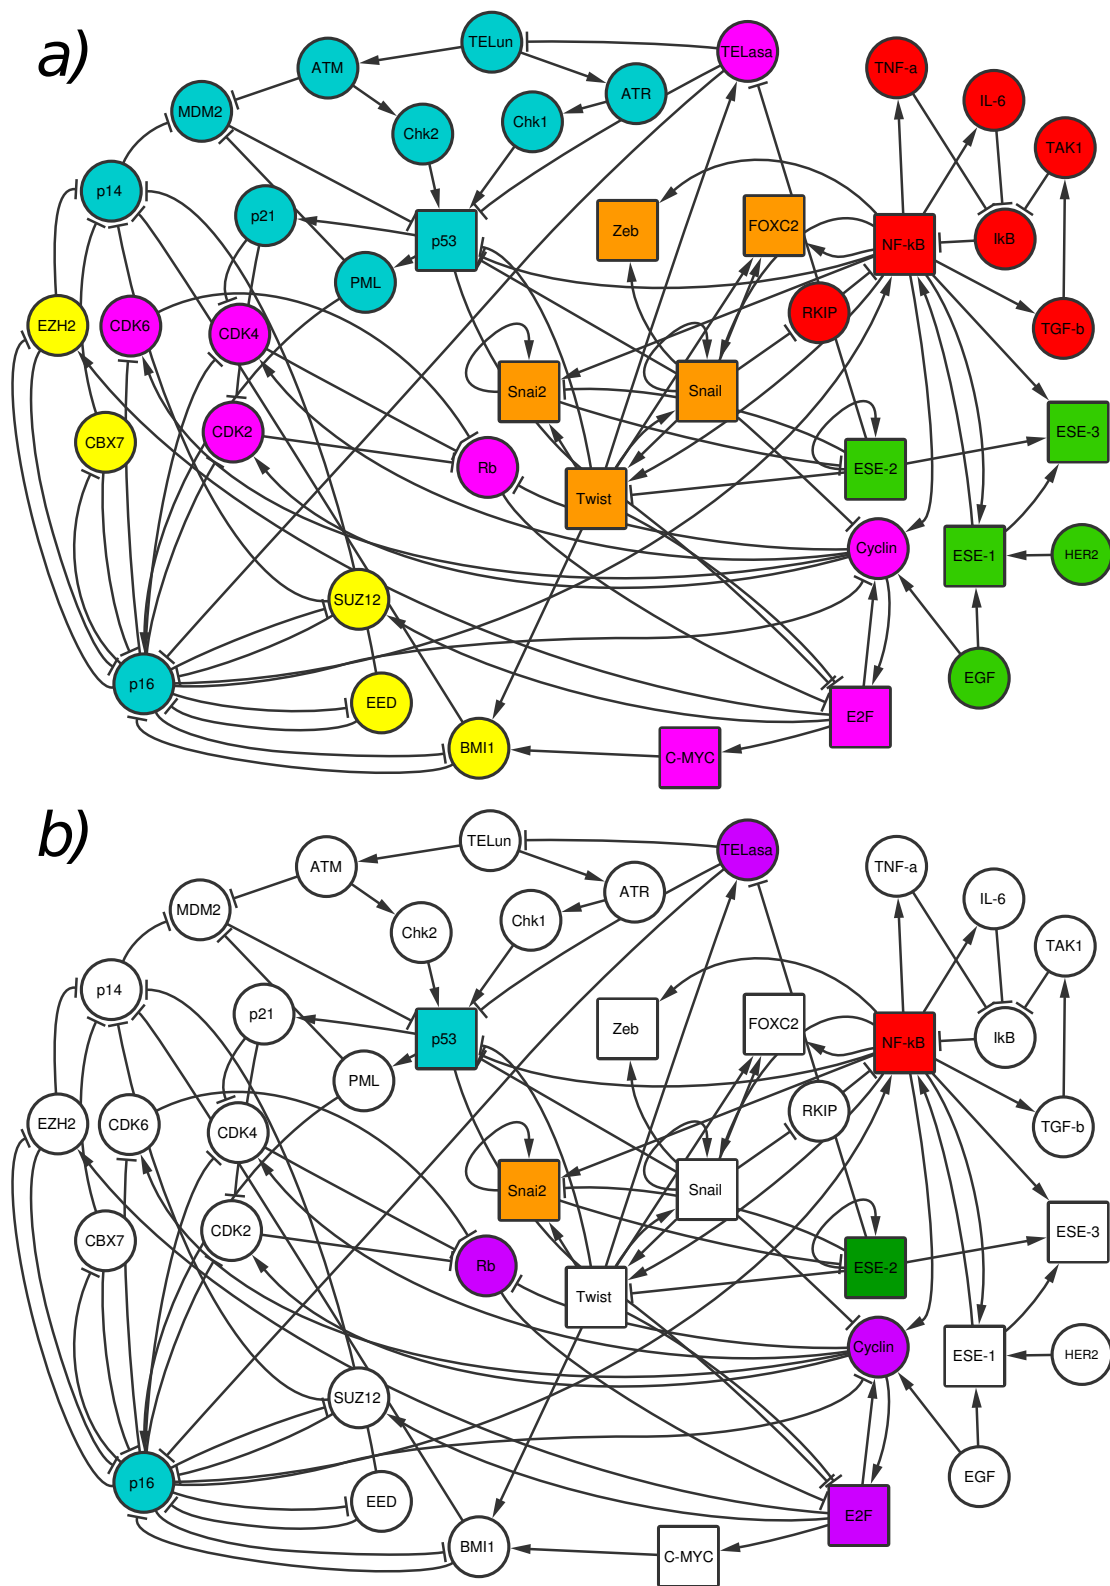 a)
TELun
TELasa
ATM
TNF-a
ATR
IL-6
MDM2
Chk2
Chk1
TAK1
p14
p21
p53
Zeb
FOXC2
NF-kB
IkB
PML
EZH2
CDK6
CDK4
RKIP
TGF-b
Snai2
Snail
CBX7
CDK2
Rb
ESE-2
ESE-3
Twist
Cyclin
ESE-1
HER2
SUZ12
p16
EED
EGF
E2F
BMI1
C-MYC
b)
TELun
TELasa
ATM
TNF-a
ATR
IL-6
MDM2
Chk2
Chk1
TAK1
p14
p21
p53
Zeb
FOXC2
NF-kB
IkB
PML
EZH2
CDK6
CDK4
RKIP
TGF-b
Snai2
Snail
CBX7
CDK2
Rb
ESE-2
ESE-3
Twist
Cyclin
ESE-1
HER2
SUZ12
p16
EED
EGF
E2F
BMI1
C-MYC